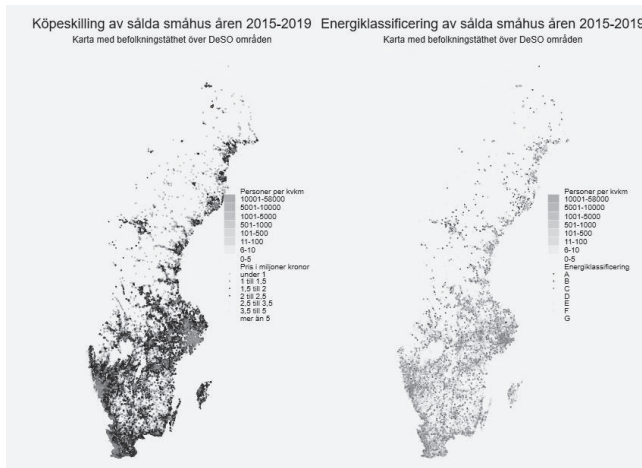 Köpeskilling av sålda småhus åren 2015-2019
Karta med befolkningstäthet över DeSO områden
Personer per kvkm
10001-58000
5001-10000
1001-5000
501-1000
101-500
11-100
6-10
0-5
Pris i miljoner kronor
under 1
1 till 1,5
1,5 till 2
2 till 2,5
2,5 till 3,5
3,5 till 5
mer än 5
Energiklassificering av sålda småhus åren 2015-2019
Karta med befolkningstäthet över DeSO områden
Personer per kvkm
10001-58000
5001-10000
1001-5000
501-1000
101-500
11-100
6-10
0-5
Energiklassificering
A
B
C
D
E
F
G